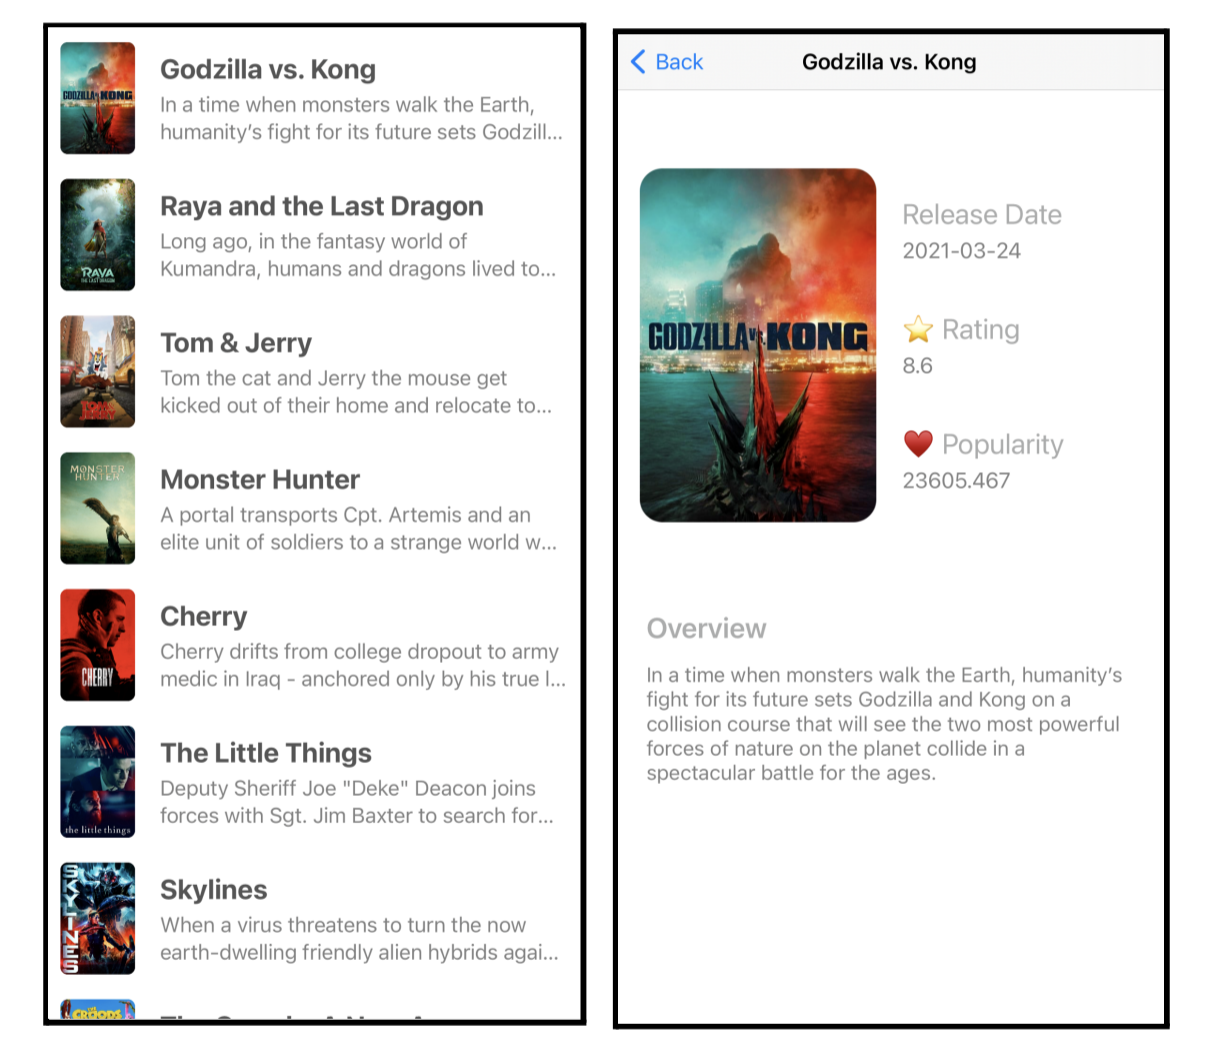 GODZILLA vs. KONG
Godzilla vs. Kong
In a time when monsters walk the Earth,
humanity’s fight for its future sets Godzill...
RAYA
THE LAST DRAGON
Raya and the Last Dragon
Long ago, in the fantasy world of
Kumandra, humans and dragons lived to...
TOM & JERRY
Tom & Jerry
Tom the cat and Jerry the mouse get
kicked out of their home and relocate to...
MONSTER
HUNTER
Monster Hunter
A portal transports Cpt. Artemis and an
elite unit of soldiers to a strange world w...
CHERRY
Cherry
Cherry drifts from college dropout to army
medic in Iraq - anchored only by his true l...
the little things
The Little Things
Deputy Sheriff Joe "Deke" Deacon joins
forces with Sgt. Jim Baxter to search for...
SKYLINES
Skylines
When a virus threatens to turn the now
earth-dwelling friendly alien hybrids agai...
THE CROODS
Back
Godzilla vs. Kong
GODZILLA vs. KONG
Release Date
2021-03-24
⭐ Rating
8.6
♥️ Popularity
23605.467
Overview
In a time when monsters walk the Earth, humanity’s
fight for its future sets Godzilla and Kong on a
collision course that will see the two most powerful
forces of nature on the planet collide in a
spectacular battle for the ages.